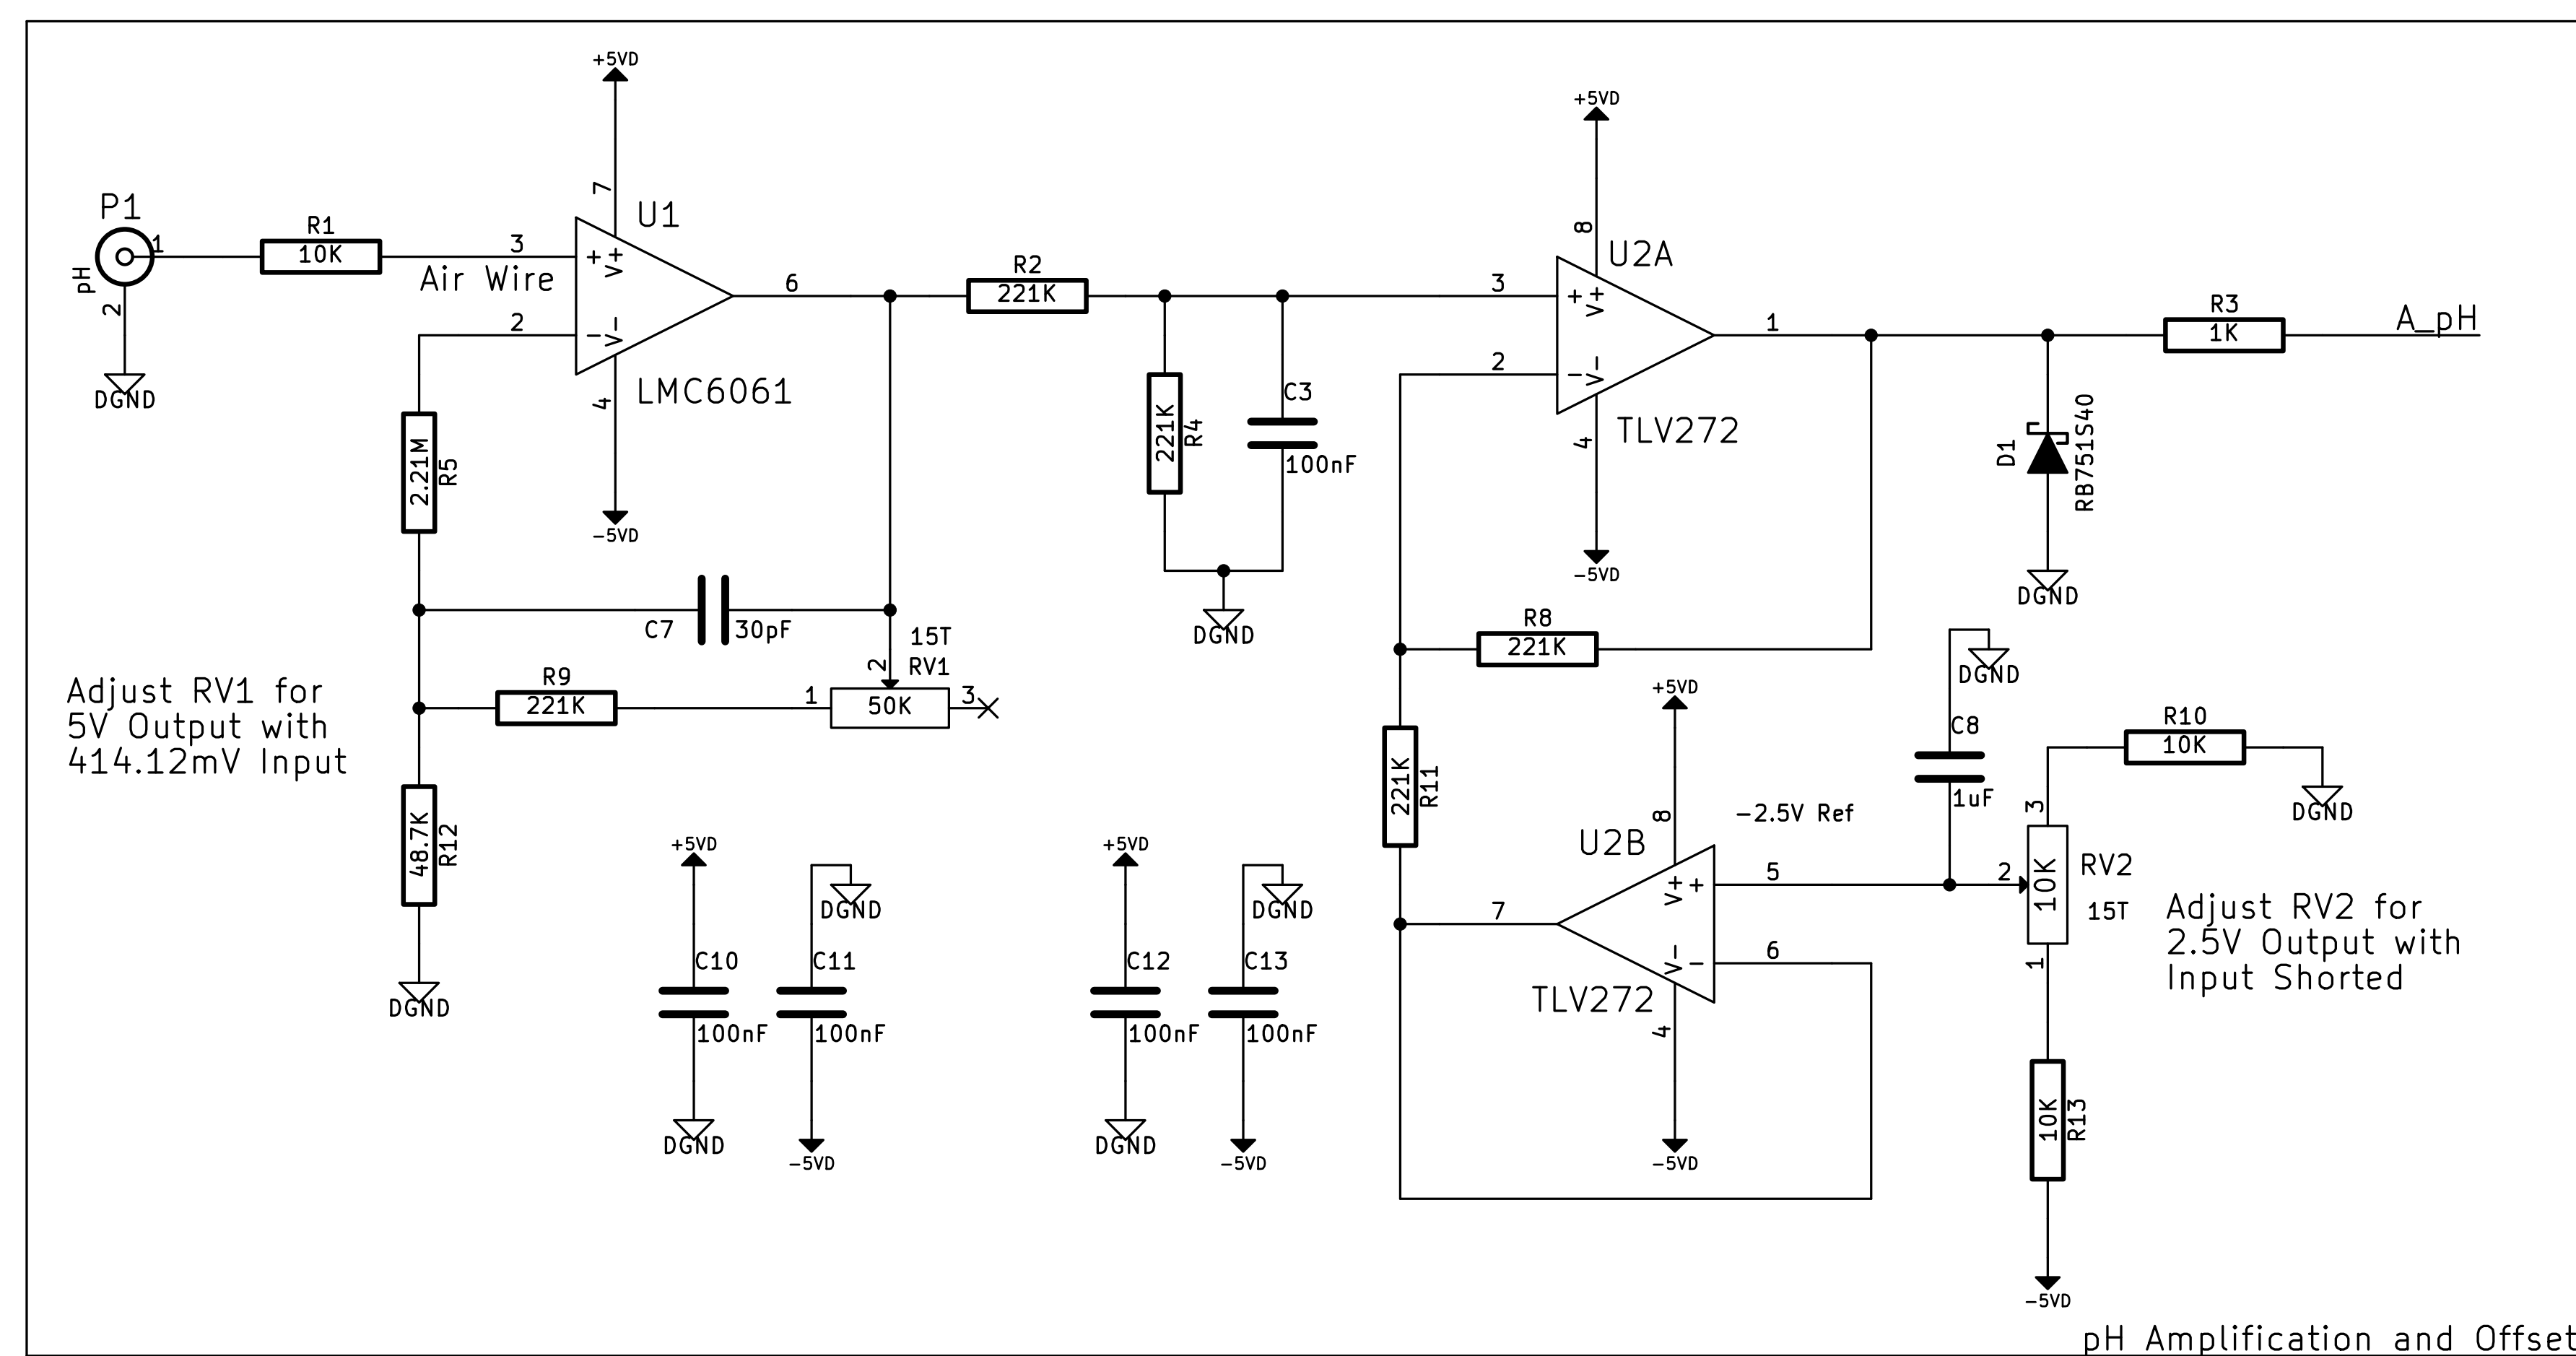 +5VD
+5VD
7
P1
U1
8
1
R1
10K
3
+
V+
U2A
pH
Air Wire
R2
221K
6
3
+
V+
2
2
−
V−
1
R3
1K
A_pH
DGND
4
LMC6061
2
−
V−
221K
R4
C3
100nF
4
TLV272
D1
RB751S40
2.21M
R5
-5VD
-5VD
DGND
C7
30pF
15T
2
RV1
DGND
R8
221K
Adjust RV1 for
5V Output with
414.12mV Input
R9
221K
1
50K
3
+5VD
DGND
C8
1uF
R10
10K
DGND
221K
R11
48.7K
R12
+5VD
+5VD
8
-2.5V Ref
U2B
3
DGND
DGND
V+
+
5
2
10K
RV2
15T
Adjust RV2 for
2.5V Output with
Input Shorted
7
C10
C11
C12
C13
V−
−
6
1
DGND
100nF
100nF
100nF
100nF
TLV272
4
10K
R13
DGND
-5VD
DGND
-5VD
-5VD
-5VD
pH Amplification and Offset